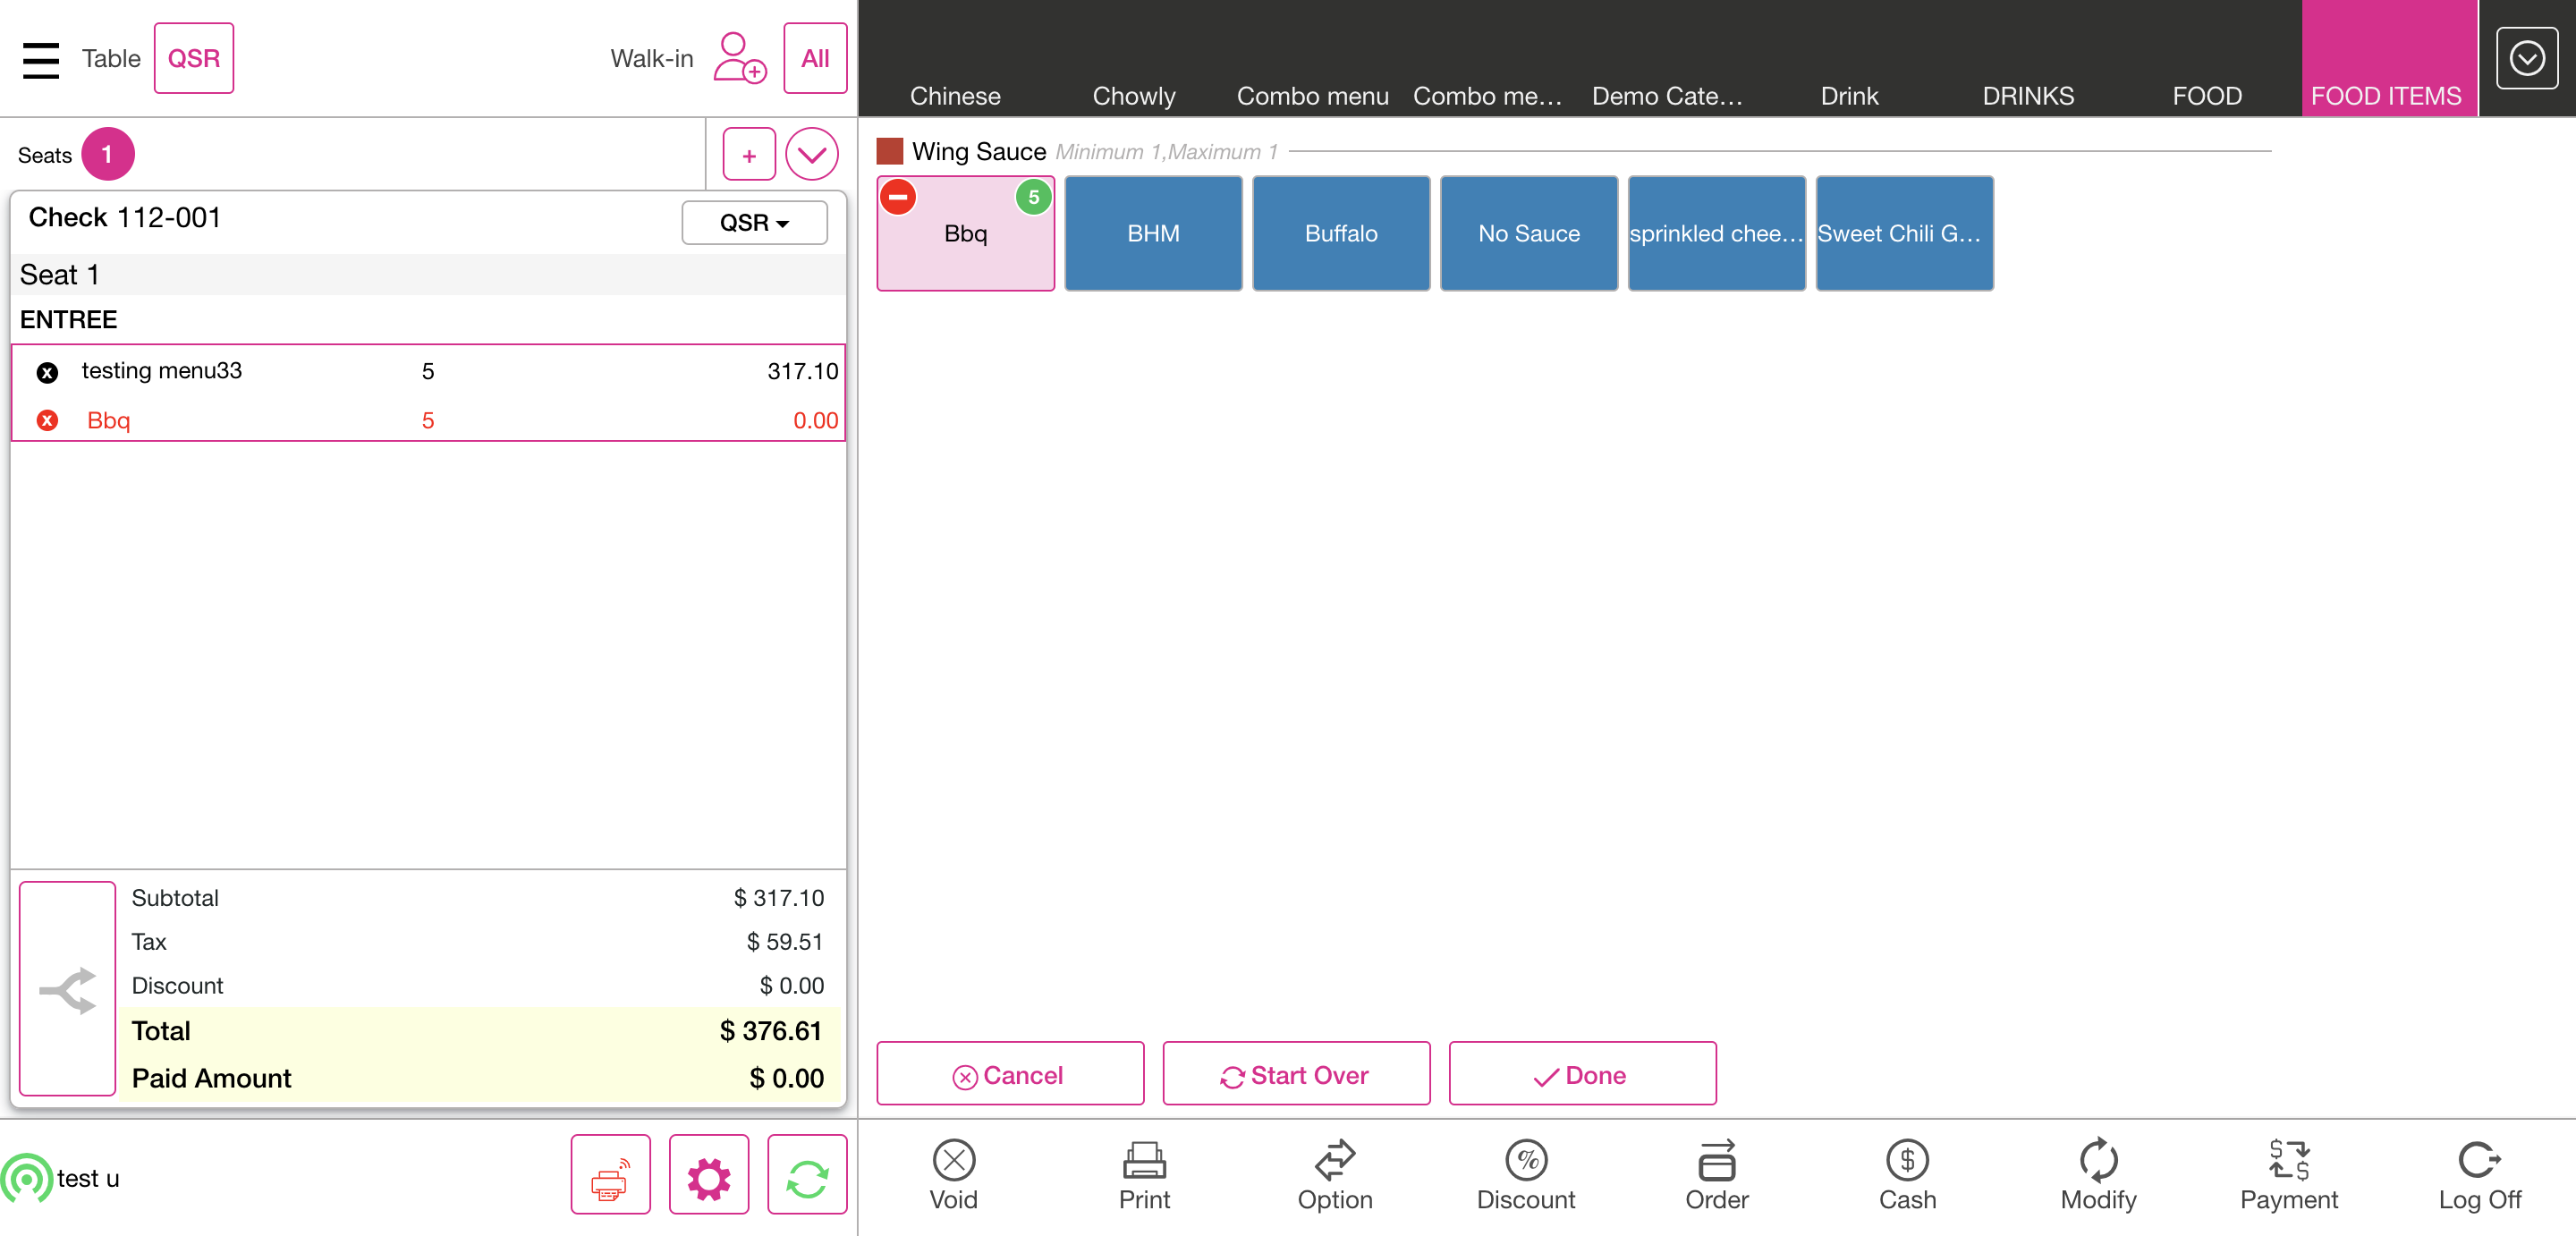 Table QSR Walk-in All
Seats 1 +
Check 112-001 QSR
Seat 1
ENTREE
x testing menu33 5 317.10
x Bbq 5 0.00
Subtotal $ 317.10
Tax $ 59.51
Discount $ 0.00
Total $ 376.61
Paid Amount $ 0.00
test u
Chinese Chowly Combo menu Combo me... Demo Cate... Drink DRINKS FOOD FOOD ITEMS
Wing Sauce Minimum 1,Maximum 1
5
Bbq BHM Buffalo No Sauce sprinkled chee... Sweet Chili G...
Cancel Start Over Done
Void Print Option Discount Order Cash Modify Payment Log Off